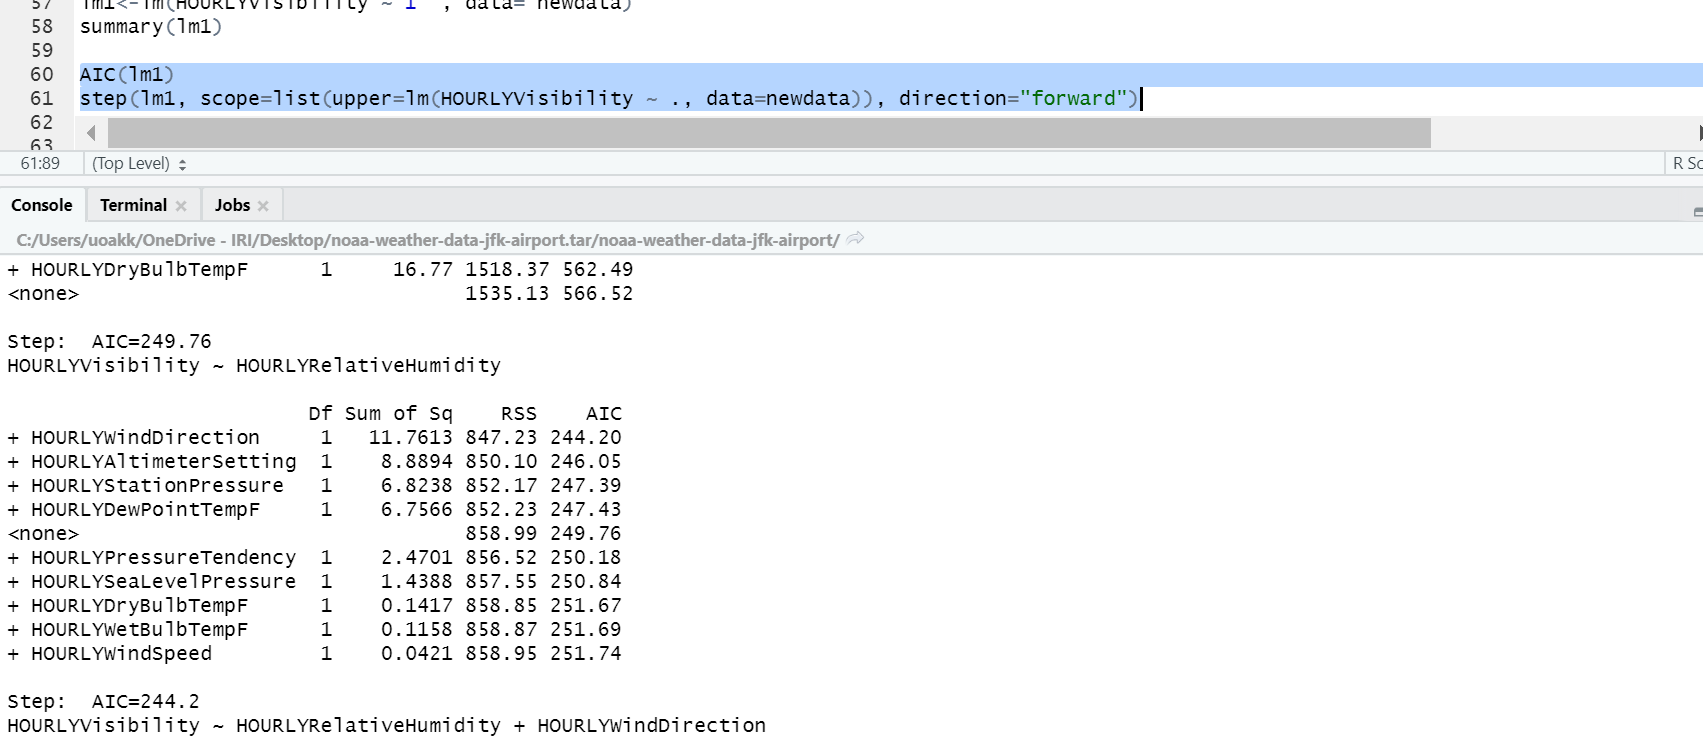 57 lm1<-lm(HOURLYVisibility ~ 1 , data= newdata)
58 summary(lm1)
59
60 AIC(lm1)
61 step(lm1, scope=list(upper=lm(HOURLYVisibility ~ ., data=newdata)), direction="forward")
62
63
61:89 (Top Level) R Sc
Console Terminal Jobs
C:/Users/uoakk/OneDrive - IRI/Desktop/noaa-weather-data-jfk-airport.tar/noaa-weather-data-jfk-airport/
+ HOURLYDryBulbTempF 1 16.77 1518.37 562.49
<none> 1535.13 566.52
Step: AIC=249.76
HOURLYVisibility ~ HOURLYRelativeHumidity
Df Sum of Sq RSS AIC
+ HOURLYWindDirection 1 11.7613 847.23 244.20
+ HOURLYAltimeterSetting 1 8.8894 850.10 246.05
+ HOURLYStationPressure 1 6.8238 852.17 247.39
+ HOURLYDewPointTempF 1 6.7566 852.23 247.43
<none> 858.99 249.76
+ HOURLYPressureTendency 1 2.4701 856.52 250.18
+ HOURLYSeaLevelPressure 1 1.4388 857.55 250.84
+ HOURLYDryBulbTempF 1 0.1417 858.85 251.67
+ HOURLYWetBulbTempF 1 0.1158 858.87 251.69
+ HOURLYWindSpeed 1 0.0421 858.95 251.74
Step: AIC=244.2
HOURLYVisibility ~ HOURLYRelativeHumidity + HOURLYWindDirection